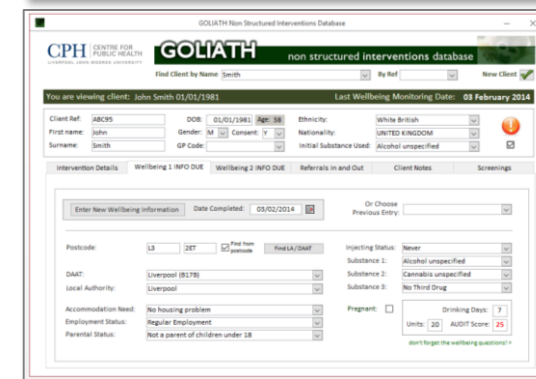 GOLIATH Non Structured Interventions Database
CPH CENTRE FOR PUBLIC HEALTH
LIVERPOOL JOHN MOORES UNIVERSITY
GOLIATH non structured interventions database
Find Client by Name Smith By Ref New Client
You are viewing client: John Smith 01/01/1981 Last Wellbeing Monitoring Date: 03 February 2014
Client Ref: ABC95 DOB: 01/01/1981 Age: 58 Ethnicity: White British
First name: John Gender: M Consent: Y Nationality: UNITED KINGDOM
Surname: Smith GP Code: Initial Substance Used: Alcohol unspecified
Intervention Details Wellbeing 1 INFO DUE Wellbeing 2 INFO DUE Referrals In and Out Client Notes Screenings
Enter New Wellbeing Information Date Completed: 03/02/2014 Or Choose Previous Entry:
Postcode: L3 2ET Find from postcode Find LA/DAAT Injecting Status: Never
Substance 1: Alcohol unspecified
DAAT: Liverpool (B17B) Substance 2: Cannabis unspecified
Local Authority: Liverpool Substance 3: No Third Drug
Accommodation Need: No housing problem Pregnant: Drinking Days: 7
Employment Status: Regular Employment Units: 20 AUDIT Score: 25
Parental Status: Not a parent of children under 18
don't forget the wellbeing questions! ^